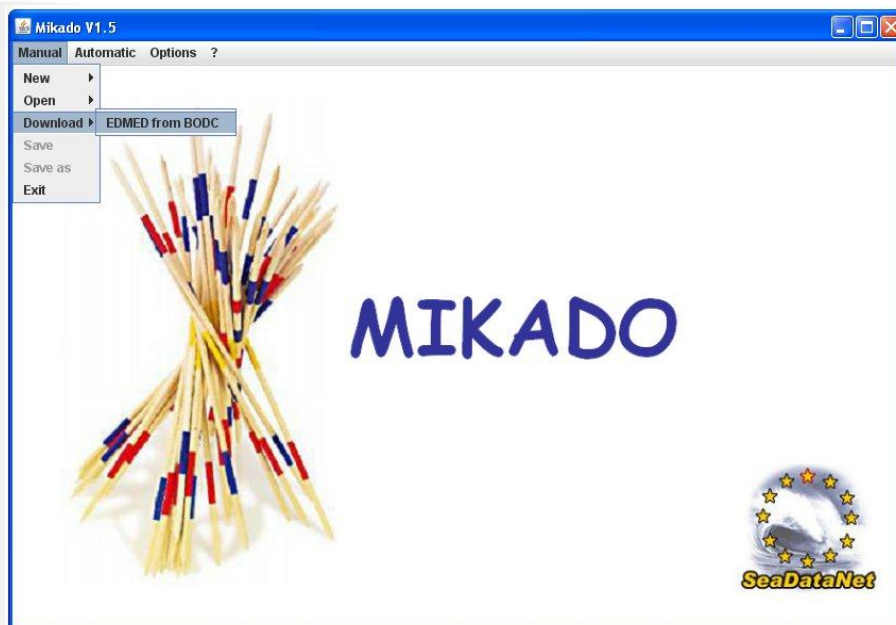 Mikado V1.5
Manual Automatic Options ?
New
Open
Download EDMED from BODC
Save
Save as
Exit
MIKADO
SeaDataNet